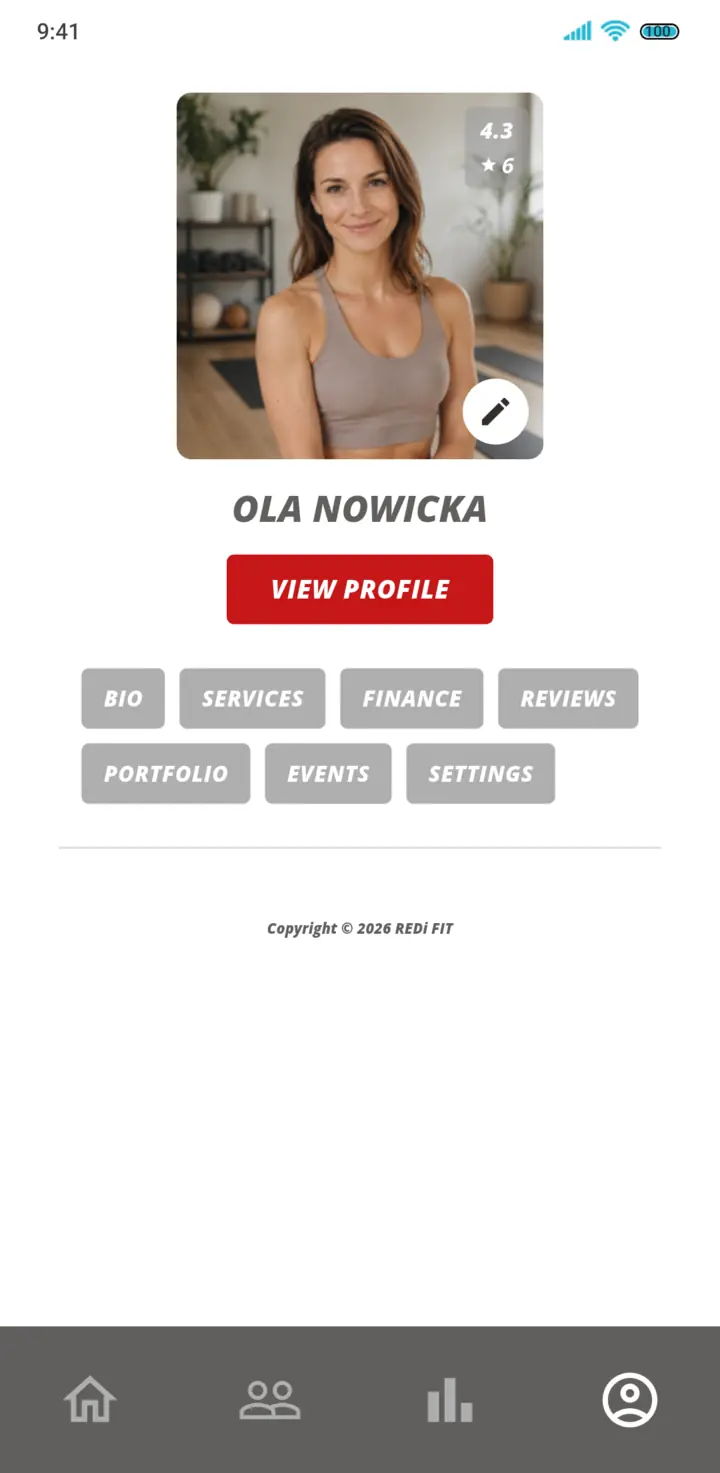 9:41
100
4.3
★ 6
OLA NOWICKA
VIEW PROFILE
BIO SERVICES FINANCE REVIEWS
PORTFOLIO EVENTS SETTINGS
Copyright © 2026 REDi FIT